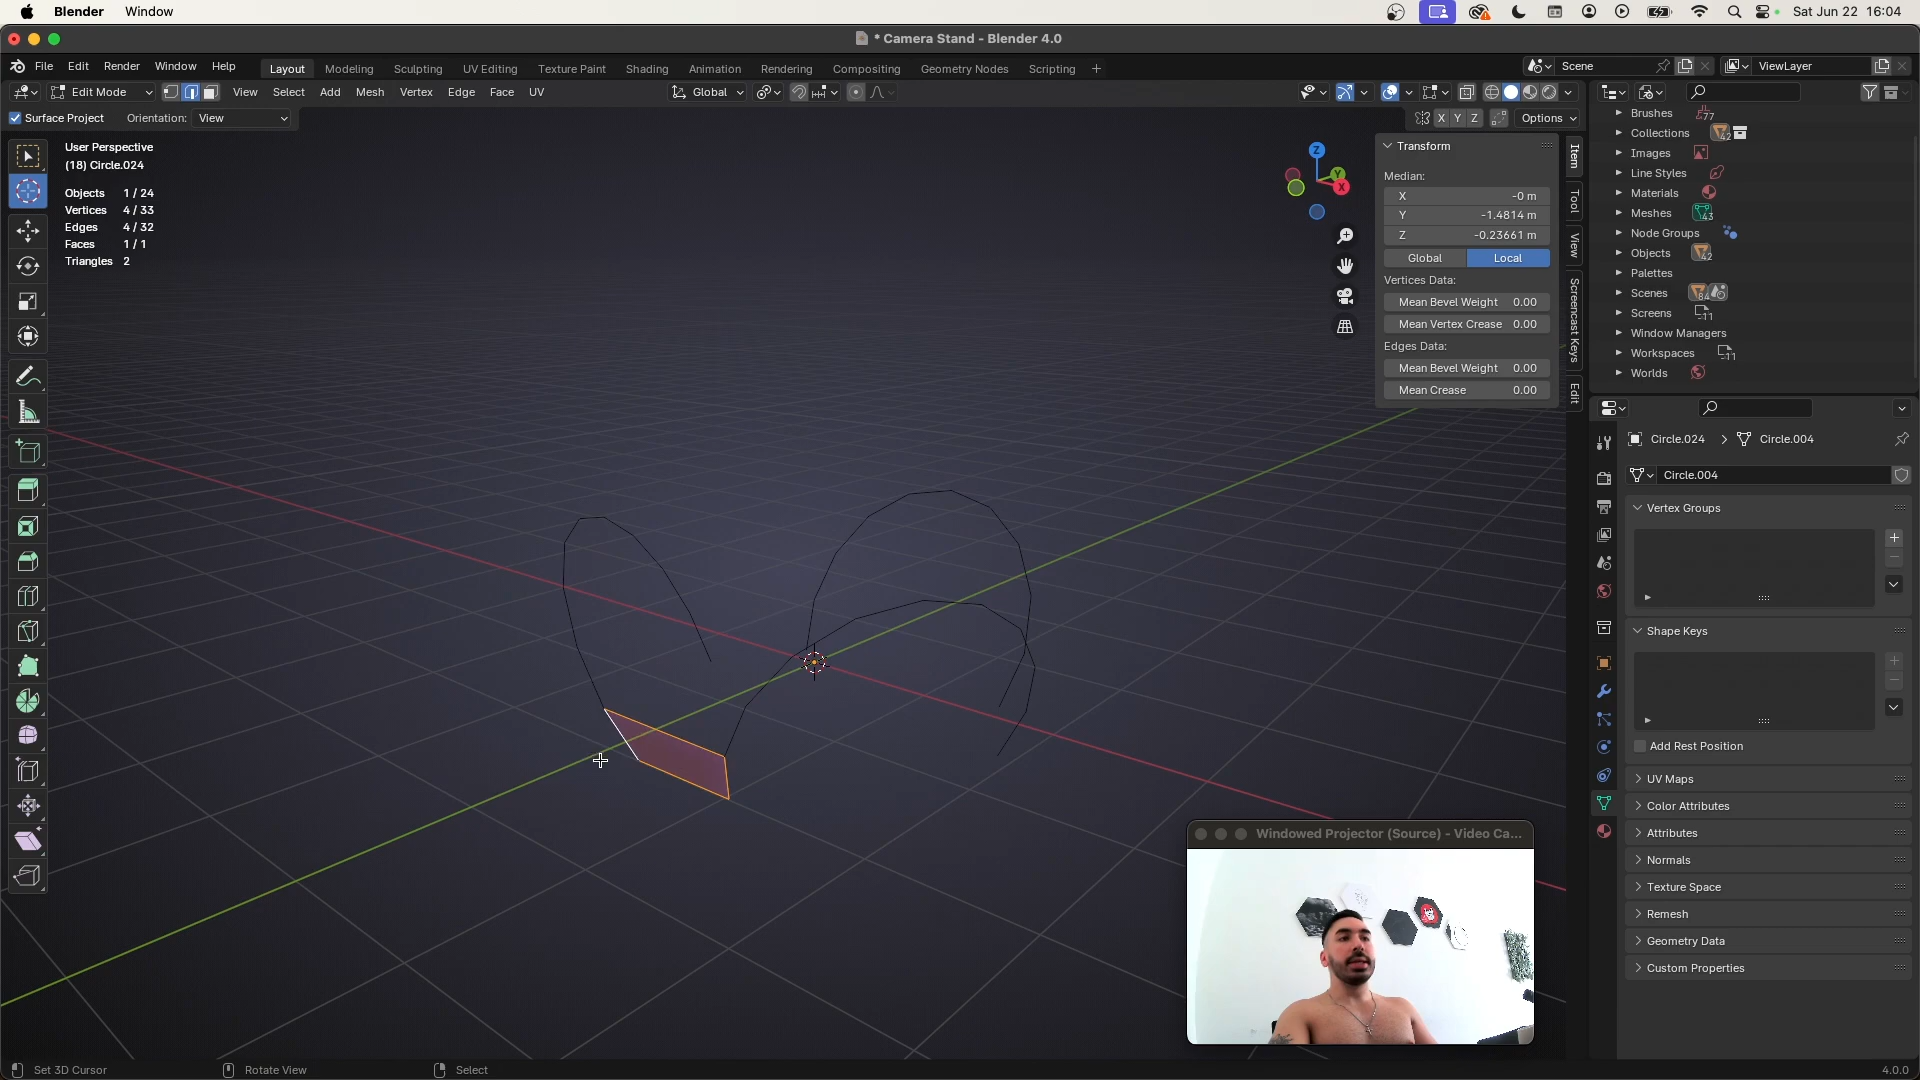 Blender Window
Sat Jun 22 16:04
* Camera Stand - Blender 4.0
File Edit Render Window Help
Layout Modeling Sculpting UV Editing Texture Paint Shading Animation Rendering Compositing Geometry Nodes Scripting +
Scene
ViewLayer
Edit Mode
View Select Add Mesh Vertex Edge Face UV
Global
Surface Project Orientation: View
X Y Z
Options
User Perspective
(18) Circle.024
Objects 1 / 24
Vertices 4 / 33
Edges 4 / 32
Faces 1 / 1
Triangles 2
Z
Y
X
Transform
Median:
X -0 m
Y -1.4814 m
Z -0.23661 m
Global Local
Vertices Data:
Mean Bevel Weight 0.00
Mean Vertex Crease 0.00
Edges Data:
Mean Bevel Weight 0.00
Mean Crease 0.00
Item
Tool
View
Screencast Keys
Edit
Brushes 77
Collections 42
Images
Line Styles
Materials
Meshes 43
Node Groups
Objects 42
Palettes
Scenes 84
Screens 11
Window Managers
Workspaces 11
Worlds
Circle.024 > Circle.004
Circle.004
Vertex Groups
Shape Keys
Add Rest Position
UV Maps
Color Attributes
Attributes
Normals
Texture Space
Remesh
Geometry Data
Custom Properties
Windowed Projector (Source) - Video Ca...
Set 3D Cursor
Rotate View
Select
4.0.0